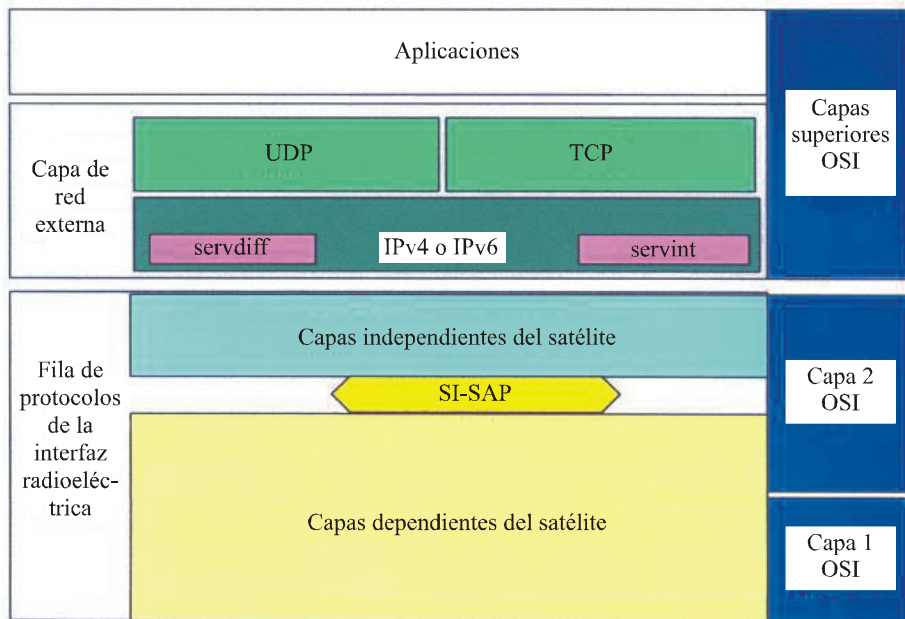 Aplicaciones
Capas
superiores
OSI
Capa de
red
externa
UDP
TCP
servdiff
IPv4 o IPv6
servint
Fila de
protocolos
de la
interfaz
radioeléc-
trica
Capas independientes del satélite
SI-SAP
Capas dependientes del satélite
Capa 2
OSI
Capa 1
OSI